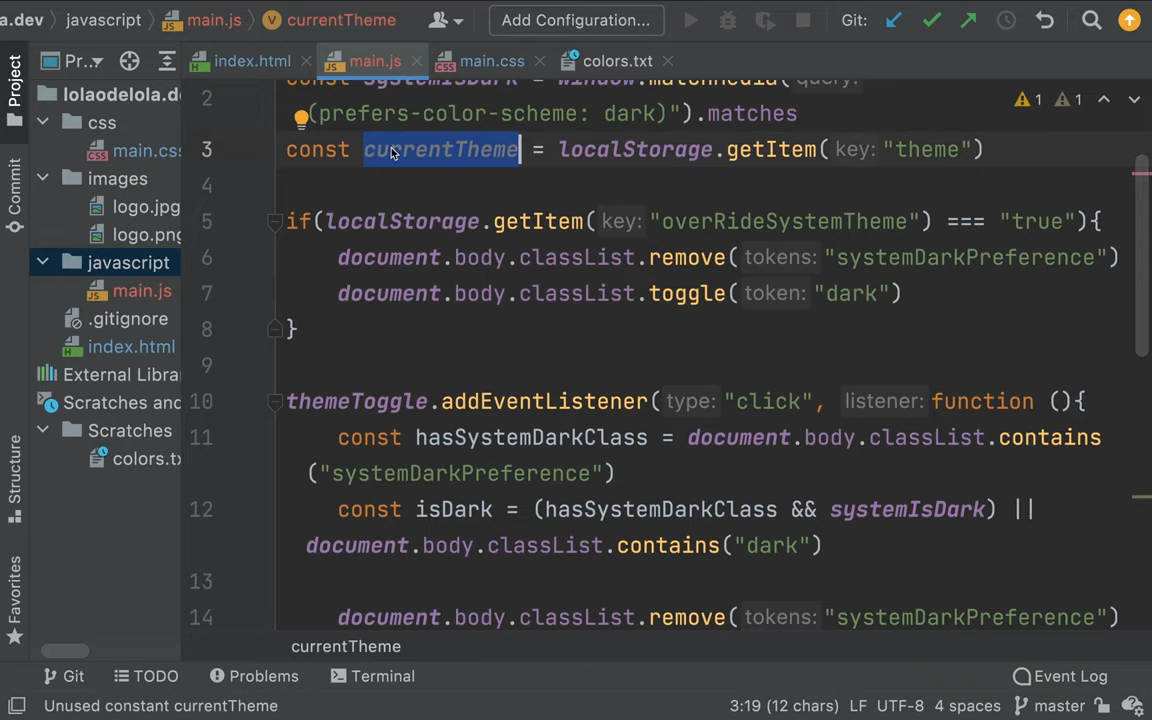 a.dev
javascript
main.js
currentTheme
Add Configuration...
Git:
Project
Commit
Structure
Favorites
Pr...
index.html
main.js
main.css
colors.txt
lolaodelola.d
css
main.css
images
logo.jpg
logo.png
javascript
main.js
.gitignore
index.html
External Libra
Scratches and
Scratches
colors.tx
2 (prefers-color-scheme: dark)").matches
1 1
3 const currentTheme = localStorage.getItem( key: "theme")
4
5 if(localStorage.getItem( key: "overRideSystemTheme") === "true"){
6 document.body.classList.remove( tokens: "systemDarkPreference")
7 document.body.classList.toggle( token: "dark")
8 }
9
10 themeToggle.addEventListener( type: "click", listener: function (){
11 const hasSystemDarkClass = document.body.classList.contains
("systemDarkPreference")
12 const isDark = (hasSystemDarkClass && systemIsDark) ||
document.body.classList.contains("dark")
13
14 document.body.classList.remove( tokens: "systemDarkPreference")
currentTheme
Git
TODO
Problems
Terminal
Event Log
Unused constant currentTheme
3:19 (12 chars)
LF
UTF-8
4 spaces
master